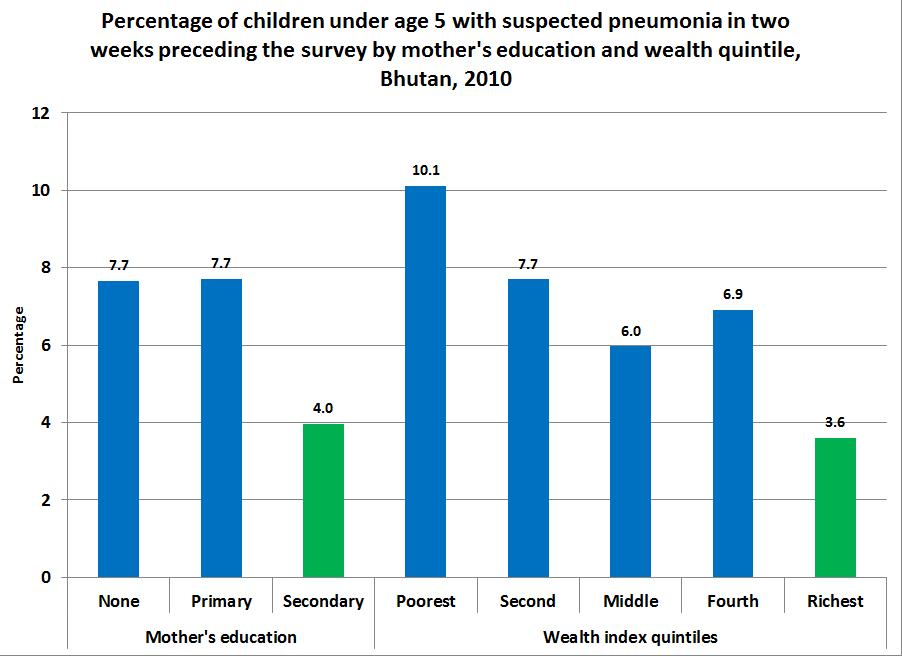 Percentage of children under age 5 with suspected pneumonia in two
weeks preceding the survey by mother's education and wealth quintile,
Bhutan, 2010
12
10
8
6
4
2
0
Percentage
7.7
7.7
4.0
10.1
7.7
6.0
6.9
3.6
None
Primary
Secondary
Poorest
Second
Middle
Fourth
Richest
Mother's education
Wealth index quintiles